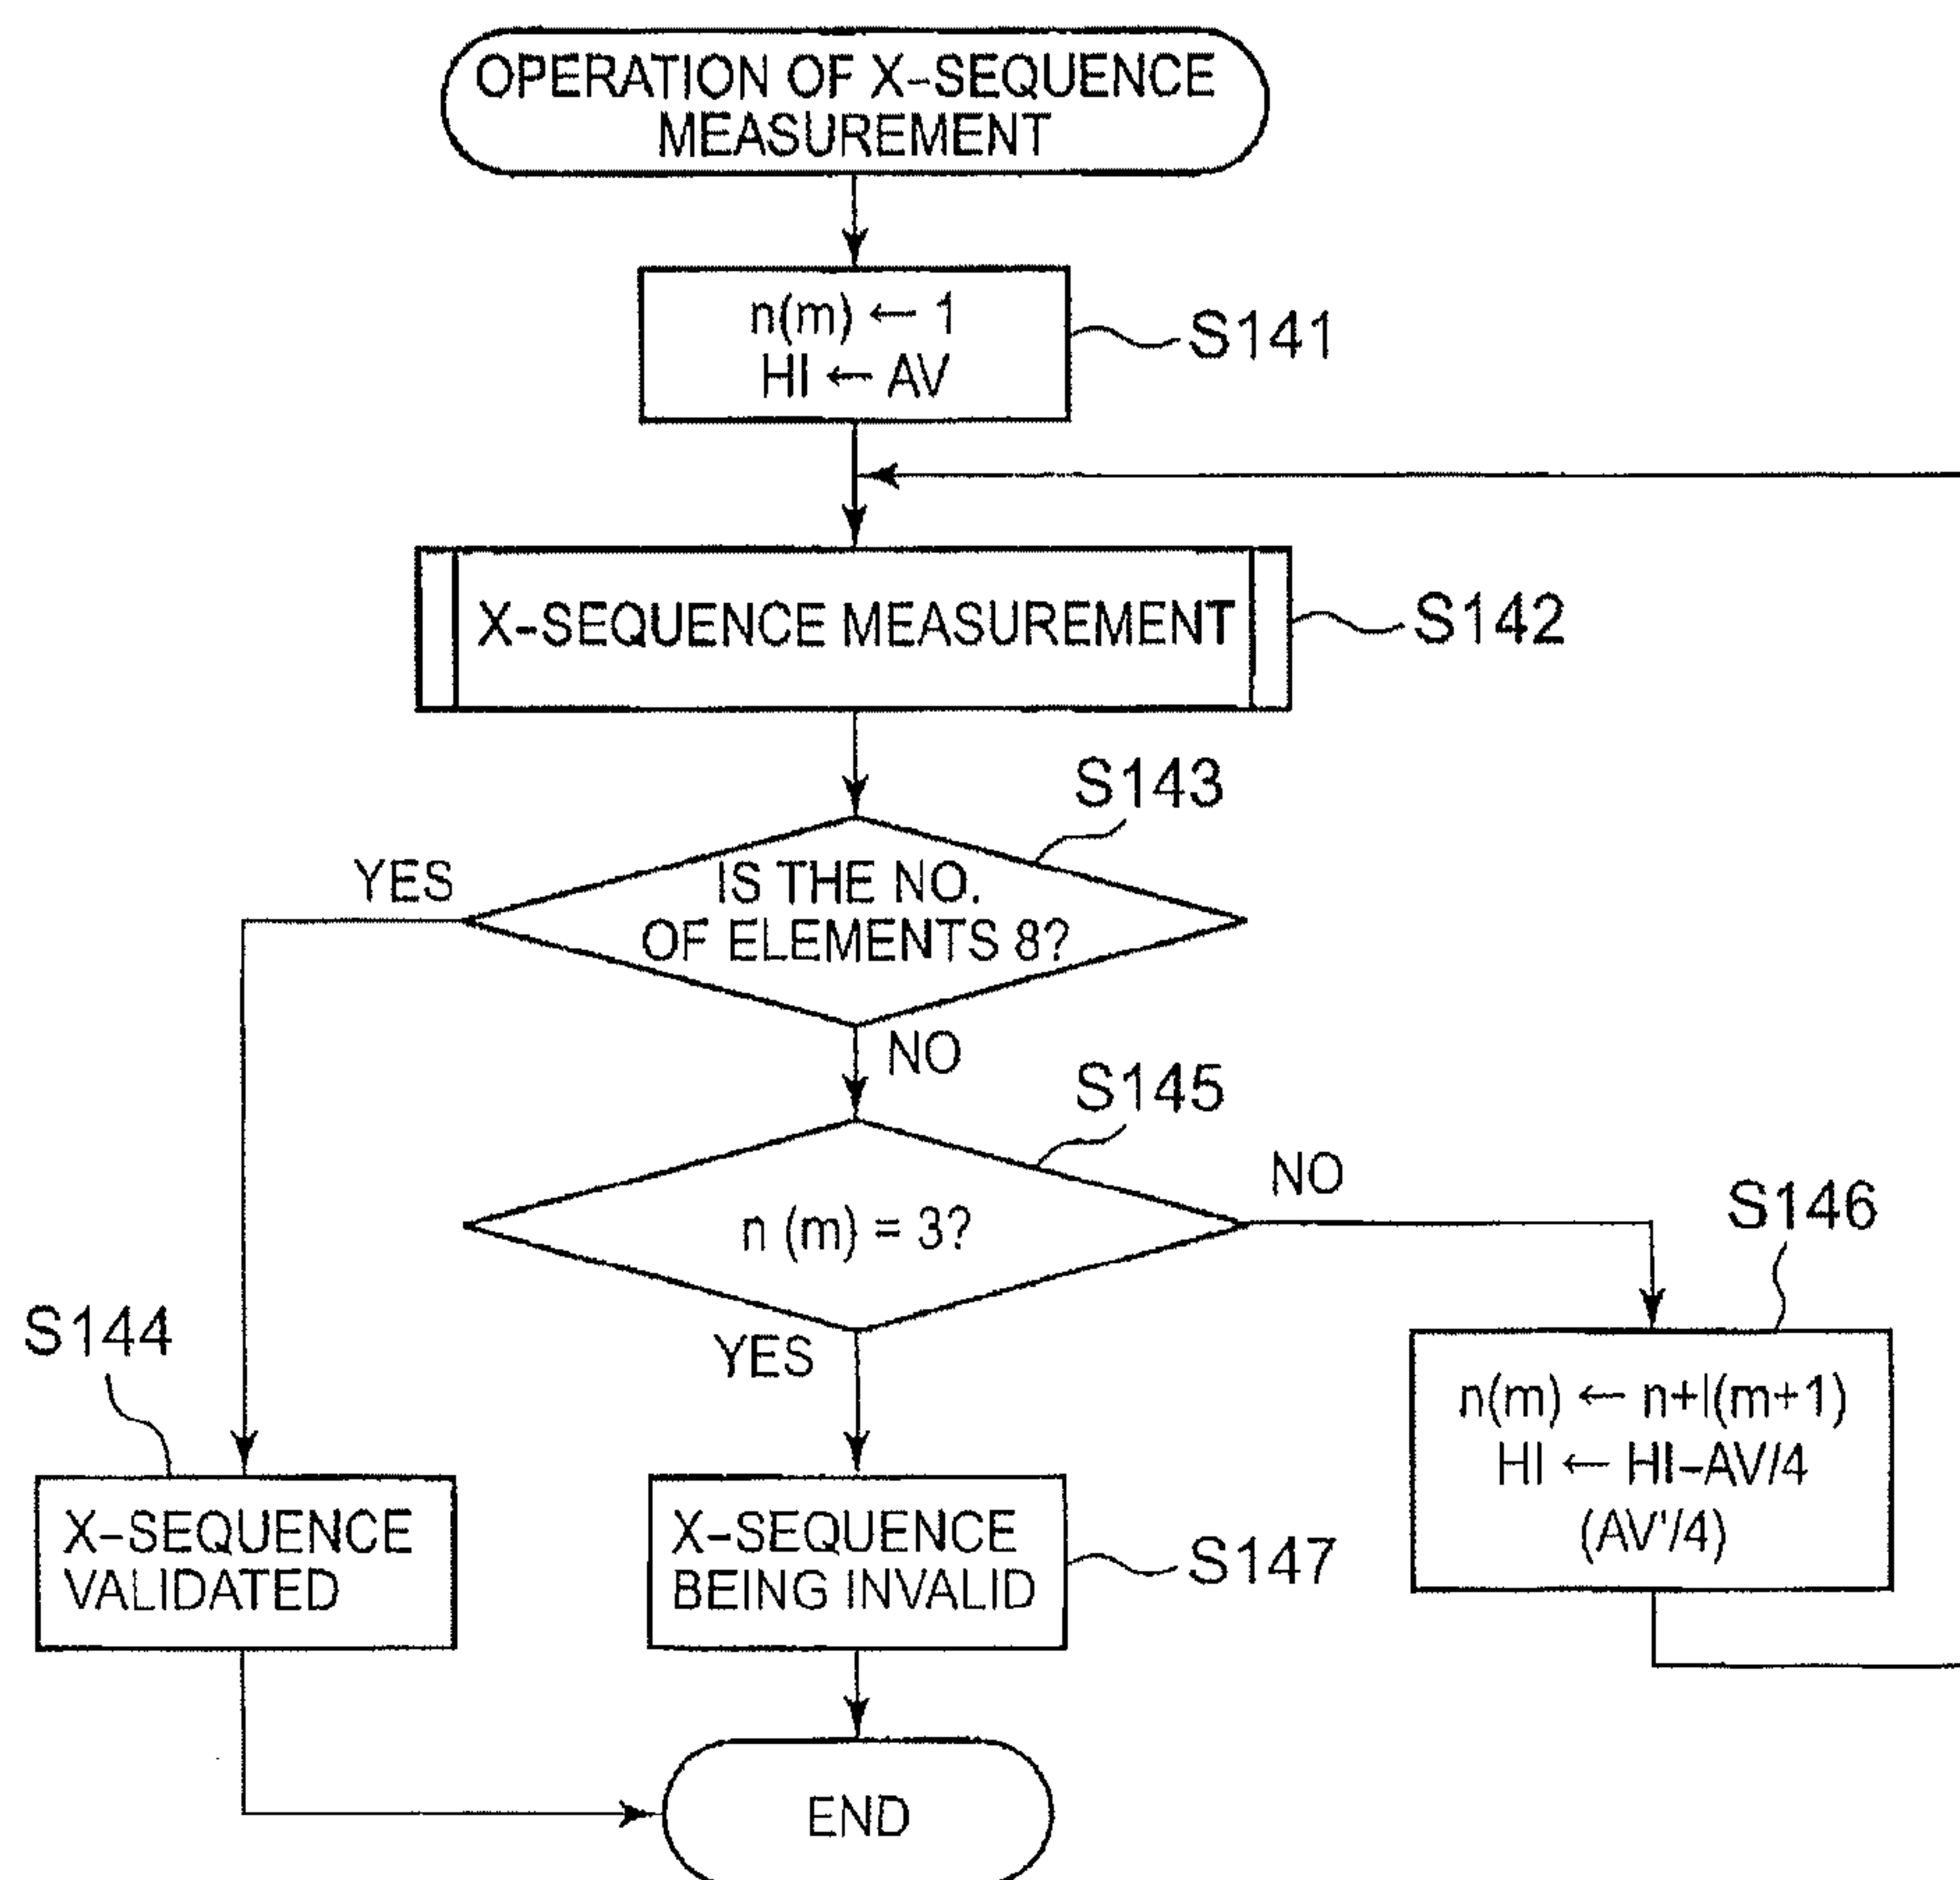 OPERATION OF X-SEQUENCE
MEASUREMENT
n(m) ← 1
HI ← AV
S141
X-SEQUENCE MEASUREMENT
S142
S143
YES
IS THE NO.
OF ELEMENTS 8?
NO
S145
NO
n (m) = 3?
S146
S144
YES
n(m) ← n+|(m+1)
HI ← HI-AV/4
(AV'/4)
X-SEQUENCE
VALIDATED
X-SEQUENCE
BEING INVALID
S147
END